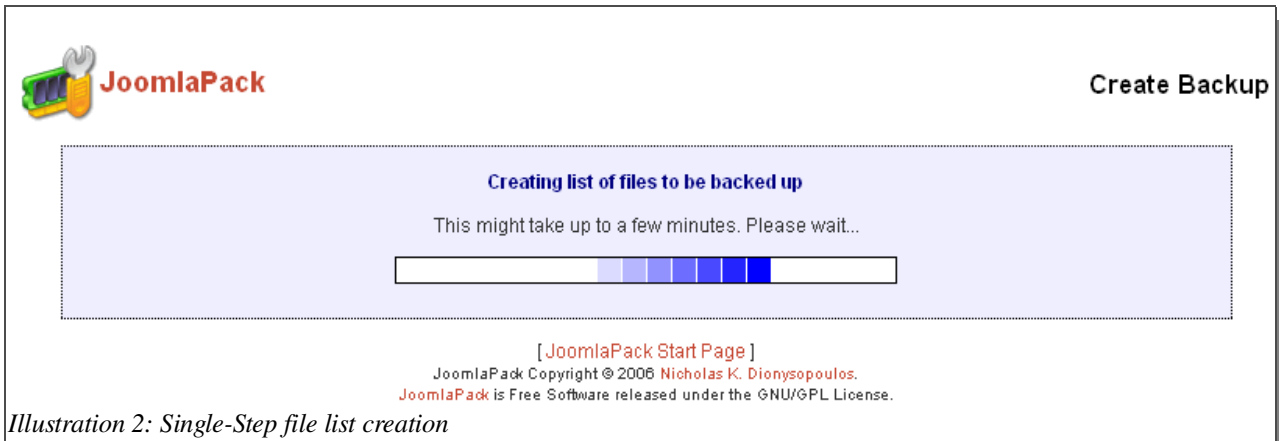 JoomlaPack
Create Backup
Creating list of files to be backed up
This might take up to a few minutes. Please wait...
[ JoomlaPack Start Page ]
JoomlaPack Copyright © 2006 Nicholas K. Dionysopoulos.
JoomlaPack is Free Software released under the GNU/GPL License.
Illustration 2: Single-Step file list creation